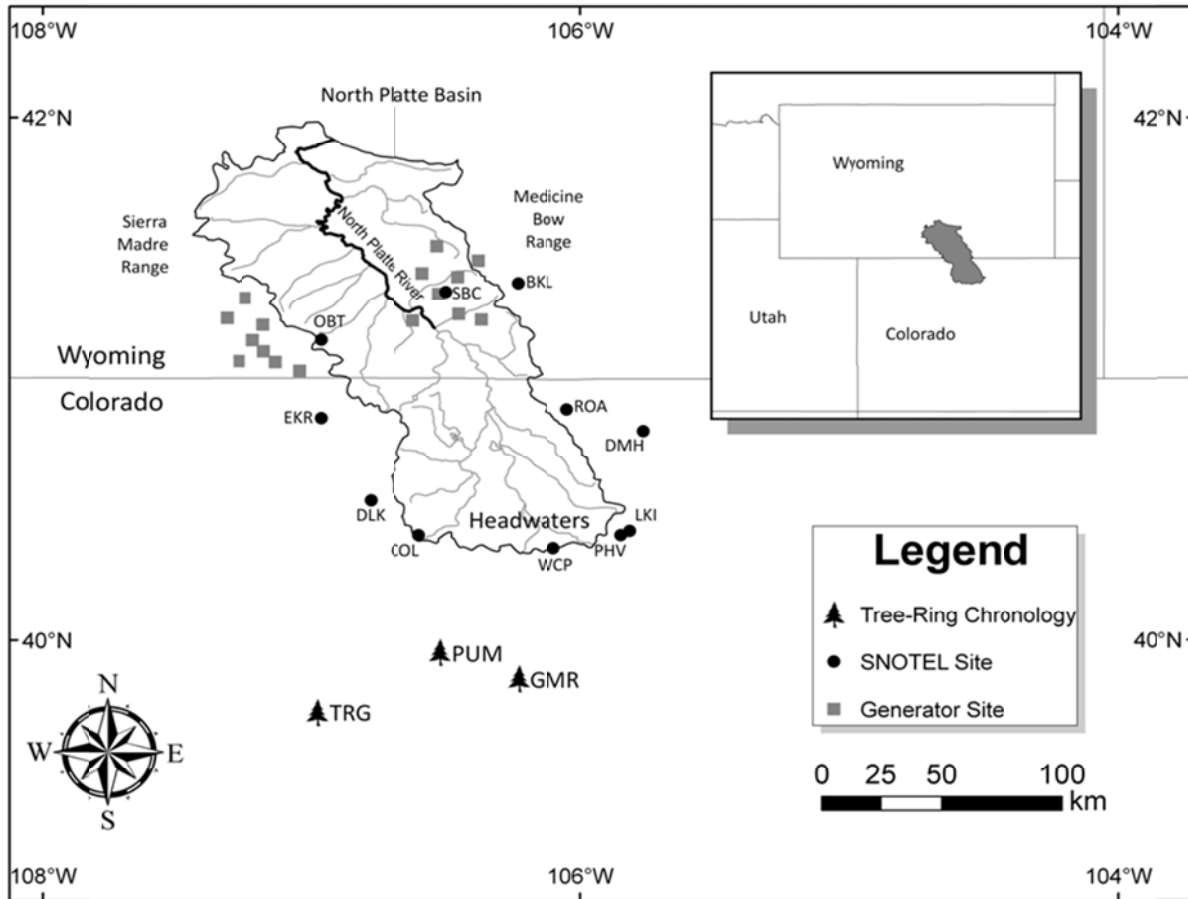 108°W
106°W
104°W
North Platte Basin
42°N
42°N
Wyoming
Medicine
Bow
Range
Sierra
Madre
Range
North Platte River
BKL
SBC
OBT
Utah
Colorado
Wyoming
Colorado
EKR
ROA
DMH
DLK
Headwaters
LKI
COL
WCP
PHV
Legend
Tree-Ring Chronology
SNOTEL Site
Generator Site
40°N
40°N
PUM
GMR
TRG
N
W
E
S
0 25 50 100
km
108°W
106°W
104°W